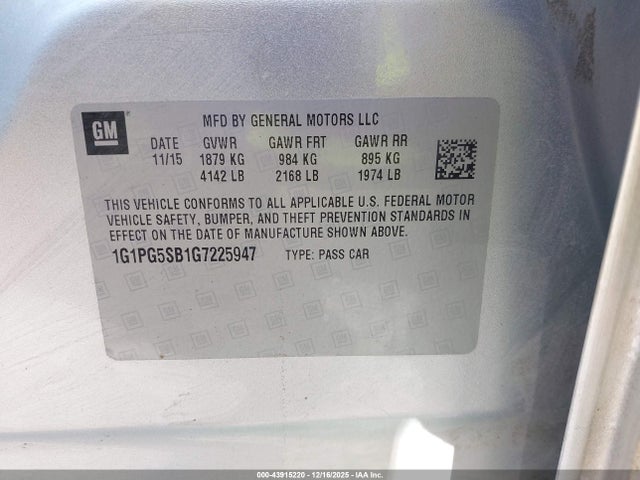 GM
MFD BY GENERAL MOTORS LLC
DATE GVWR GAWR FRT GAWR RR
11/15 1879 KG 984 KG 895 KG
4142 LB 2168 LB 1974 LB
THIS VEHICLE CONFORMS TO ALL APPLICABLE U.S. FEDERAL MOTOR
VEHICLE SAFETY, BUMPER, AND THEFT PREVENTION STANDARDS IN
EFFECT ON THE DATE OF MANUFACTURE SHOWN ABOVE.
1G1PG5SB1G7225947 TYPE: PASS CAR
000-43915220 - 12/16/2025 - IAA Inc.